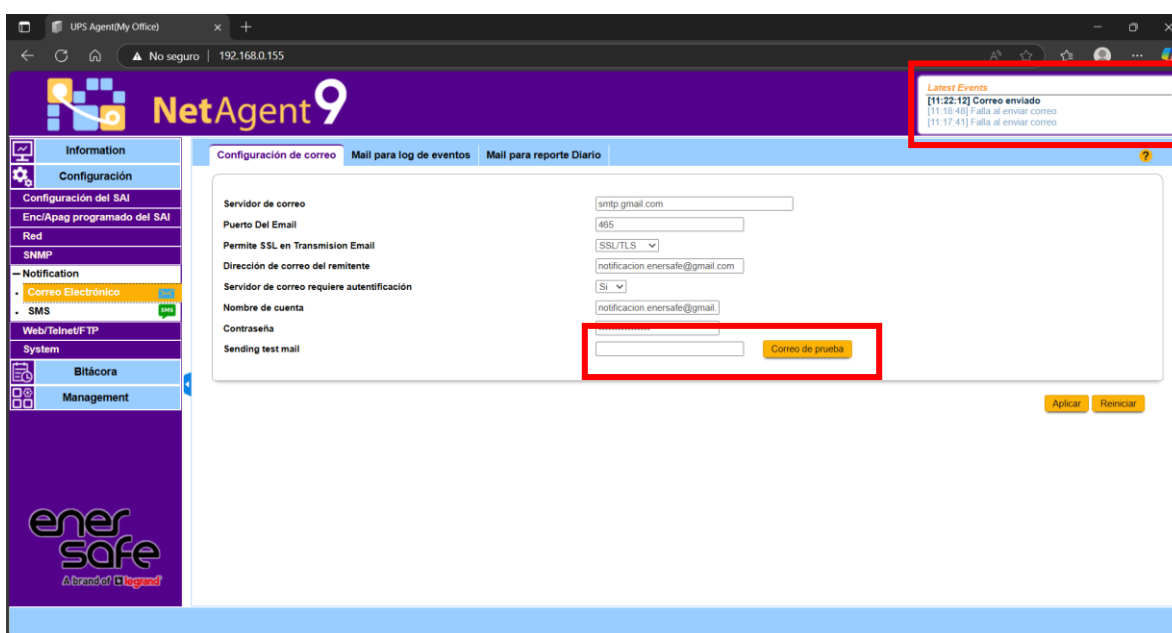 UPS Agent(My Office)
No seguro | 192.168.0.155
NetAgent 9
Latest Events
[11:22:12] Correo enviado
[11:18:48] Falla al enviar correo
[11:17:41] Falla al enviar correo
Information
Configuración
Configuración del SAI
Enc/Apag programado del SAI
Red
SNMP
Notification
Correo Electrónico
SMS SMS
Web/Telnet/FTP
System
Bitácora
Management
Configuración de correo Mail para log de eventos Mail para reporte Diario ?
Servidor de correo smtp.gmail.com
Puerto Del Email 465
Permite SSL en Transmision Email SSL/TLS
Dirección de correo del remitente notificacion.enersafe@gmail.com
Servidor de correo requiere autentificación Si
Nombre de cuenta notificacion.enersafe@gmail.
Contraseña
Sending test mail Correo de prueba
Aplicar Reiniciar
ener
safe
A brand of legrand